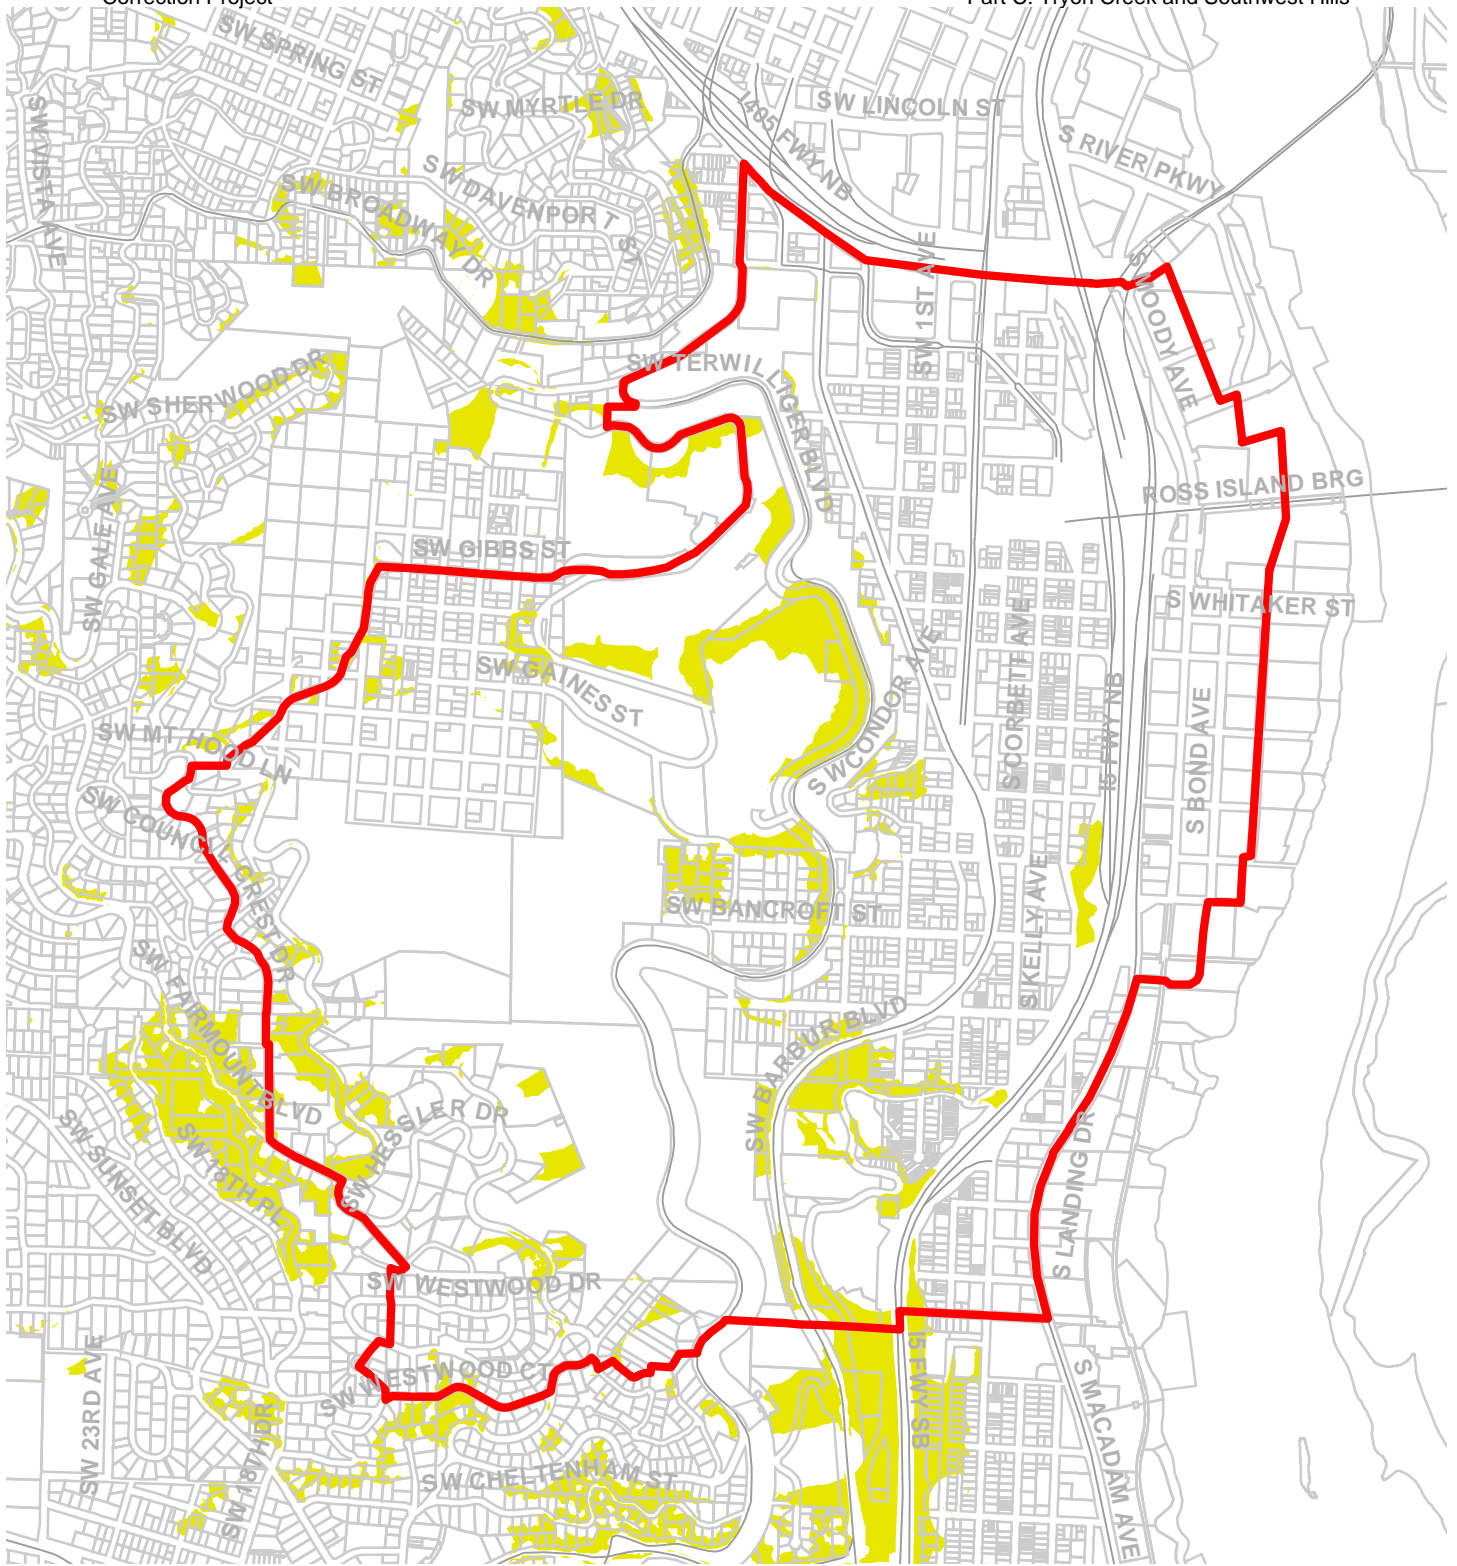 Correction Project
Part C: Tryon Creek and Southwest Hills
SW SPRING ST
SW MYRTLE DR
SW LINCOLN ST
I405 FWY NB
S RIVER PKWY
SW VISTA AVE
SW DAVENPORT ST
SW BROADWAY DR
SW 1ST AVE
S MOODY AVE
SW TERWILLIGER BLVD
SW SHERWOOD DR
SW GALE AVE
ROSS ISLAND BRG
SW GIBBS ST
S WHITAKER ST
S CORBETT AVE
SW GAINES ST
S W CONDOR AVE
I5 FWY NB
S BOND AVE
SW MT HOOD LN
SW COUNCIL CREST DR
S KELLY AVE
SW BANCROFT ST
SW FAIRMOUNT BLVD
SW BARBUR BLVD
SW HESSLER DR
SW SUNSET BLVD
SW 18TH PL
S LANDING DR
SW WESTWOOD DR
SW WESTWOOD CT
SW 23RD AVE
SW 18TH DR
I5 FWY SB
S MACADAM AVE
SW CHELTENHAM ST